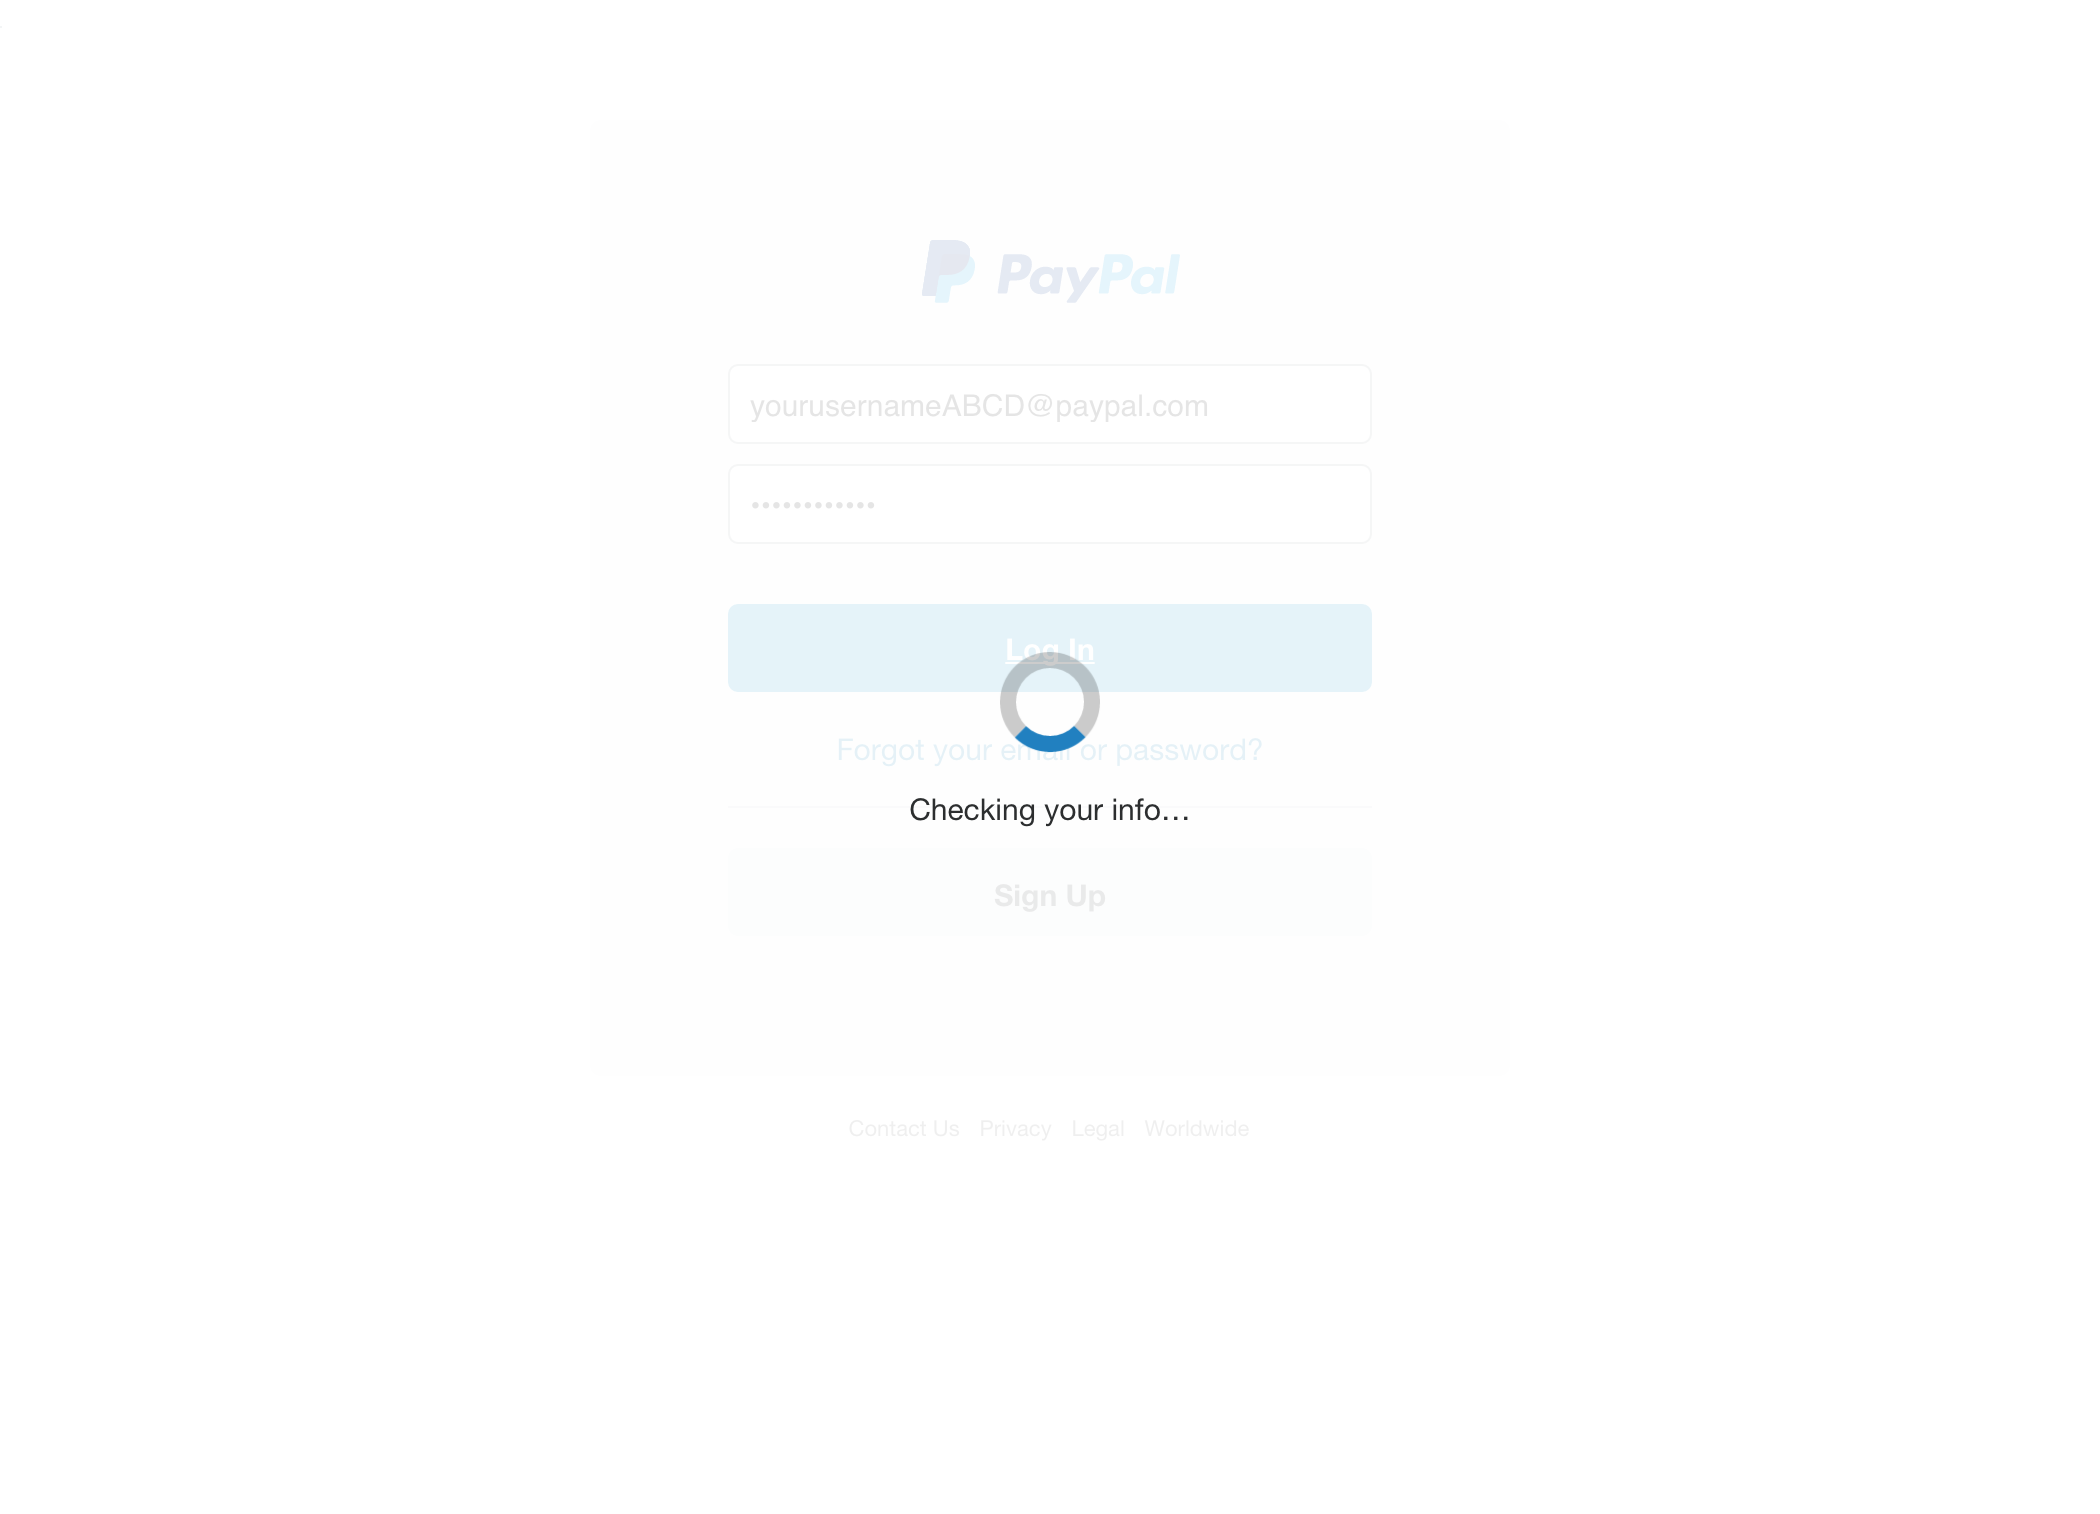 PayPal
yourusernameABCD@paypal.com
••••••••••••
Log In
Forgot your email or password?
Checking your info…
Sign Up
Contact Us Privacy Legal Worldwide